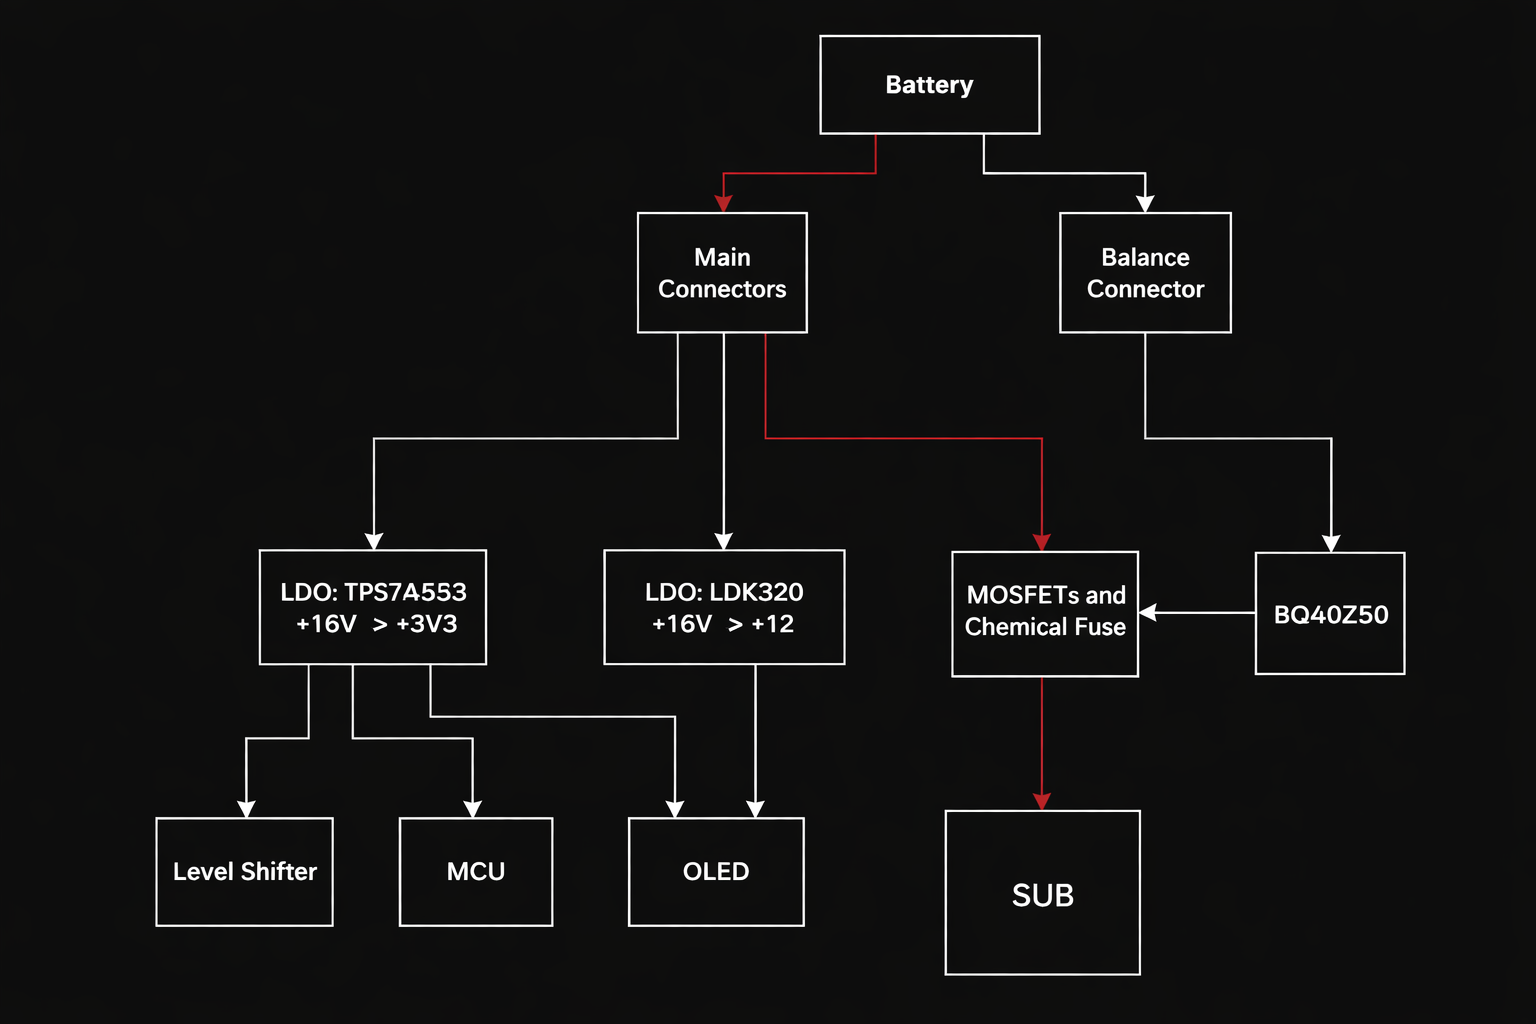 Battery
Main
Connectors
Balance
Connector
LDO: TPS7A553
+16V > +3V3
LDO: LDK320
+16V > +12
MOSFETs and
Chemical Fuse
BQ40Z50
Level Shifter
MCU
OLED
SUB